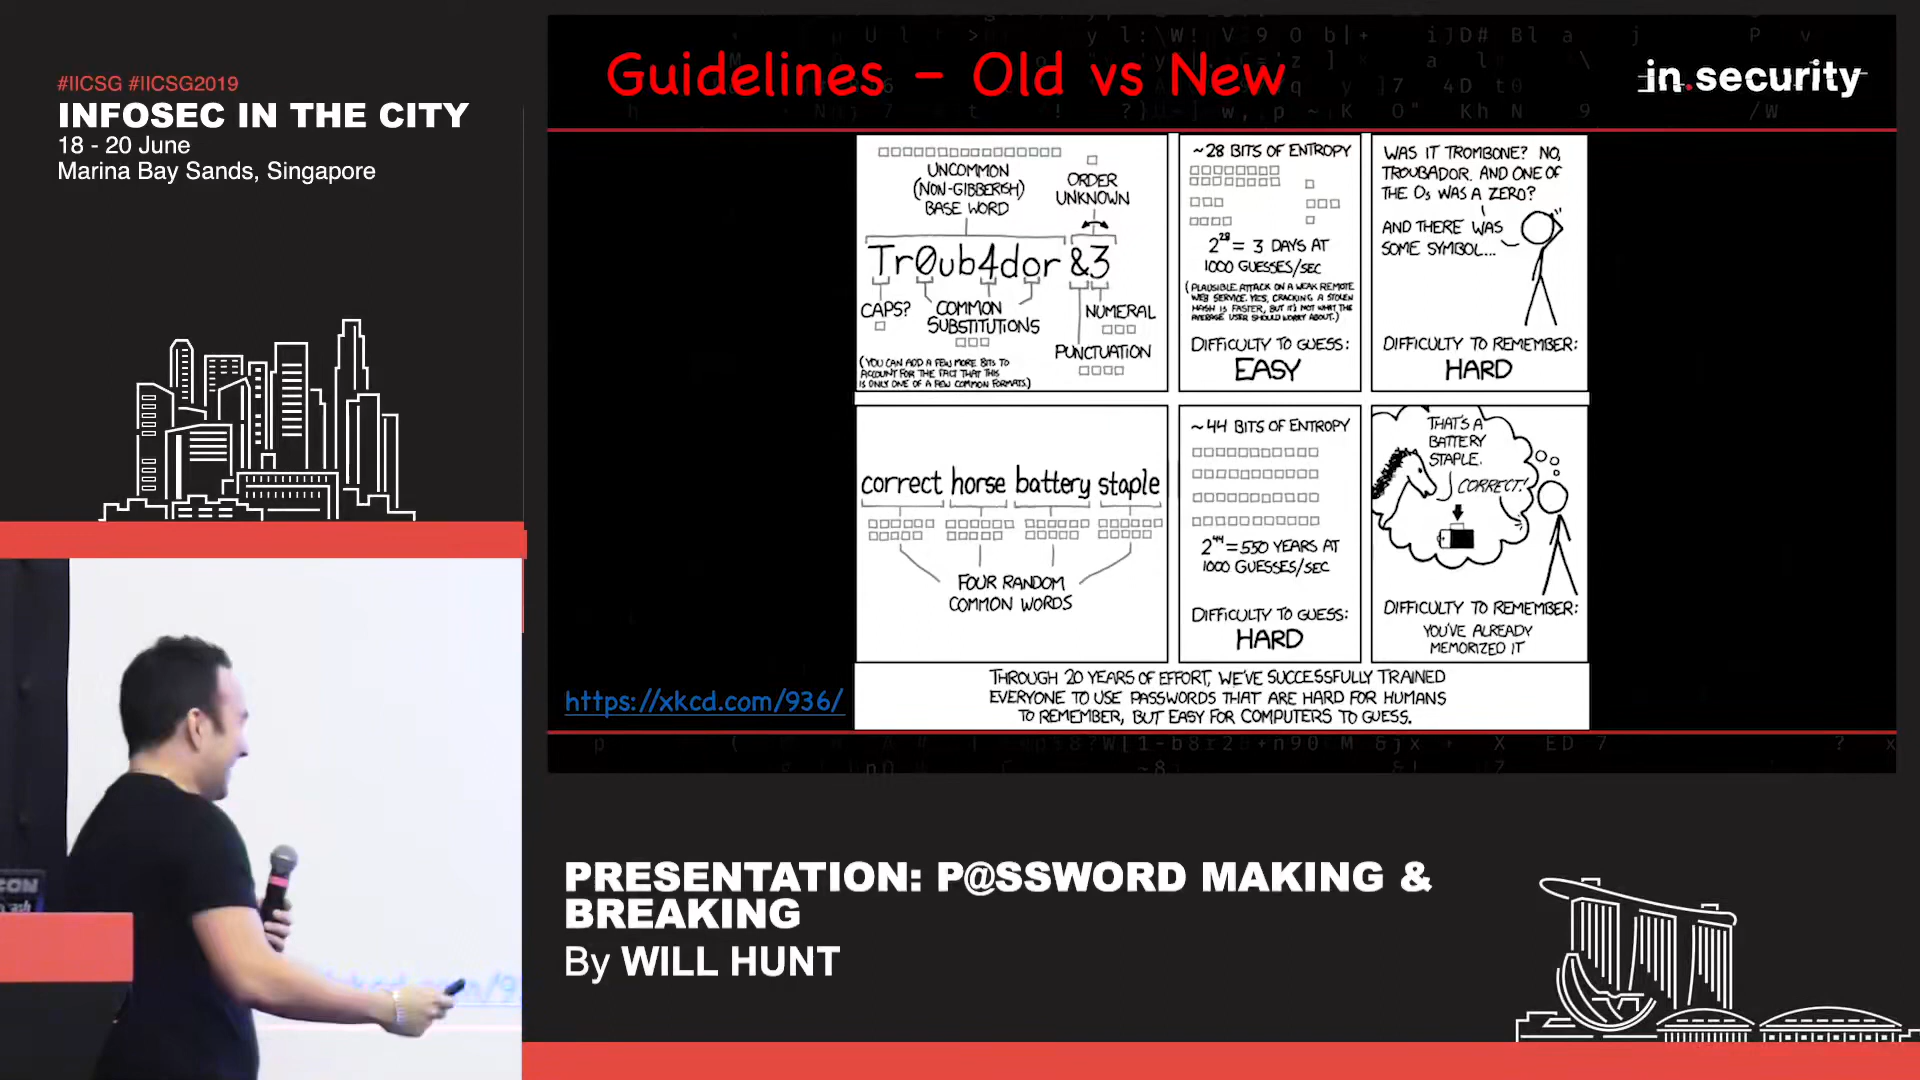 #IICSG #IICSG2019
INFOSEC IN THE CITY
18 - 20 June
Marina Bay Sands, Singapore
Guidelines – Old vs New
in.security
UNCOMMON
(NON-GIBBERISH)
BASE WORD
ORDER
UNKNOWN
Tr0ub4dor &3
CAPS?
COMMON
SUBSTITUTIONS
NUMERAL
PUNCTUATION
(YOU CAN ADD A FEW MORE BITS TO
ACCOUNT FOR THE FACT THAT THIS
IS ONLY ONE OF A FEW COMMON FORMATS.)
~28 BITS OF ENTROPY
2^28 = 3 DAYS AT
1000 GUESSES/SEC
(PLAUSIBLE ATTACK ON A WEAK REMOTE
WEB SERVICE. YES, CRACKING A STOLEN
HASH IS FASTER, BUT IT'S NOT WHAT THE
AVERAGE USER SHOULD WORRY ABOUT.)
DIFFICULTY TO GUESS:
EASY
WAS IT TROMBONE? NO,
TROUBADOR. AND ONE OF
THE Os WAS A ZERO?
AND THERE WAS
SOME SYMBOL...
DIFFICULTY TO REMEMBER:
HARD
correct horse battery staple
FOUR RANDOM
COMMON WORDS
~44 BITS OF ENTROPY
2^44 = 550 YEARS AT
1000 GUESSES/SEC
DIFFICULTY TO GUESS:
HARD
THAT'S A
BATTERY
STAPLE.
CORRECT!
DIFFICULTY TO REMEMBER:
YOU'VE ALREADY
MEMORIZED IT
THROUGH 20 YEARS OF EFFORT, WE'VE SUCCESSFULLY TRAINED
EVERYONE TO USE PASSWORDS THAT ARE HARD FOR HUMANS
TO REMEMBER, BUT EASY FOR COMPUTERS TO GUESS.
https://xkcd.com/936/
PRESENTATION: P@SSWORD MAKING &
BREAKING
By WILL HUNT